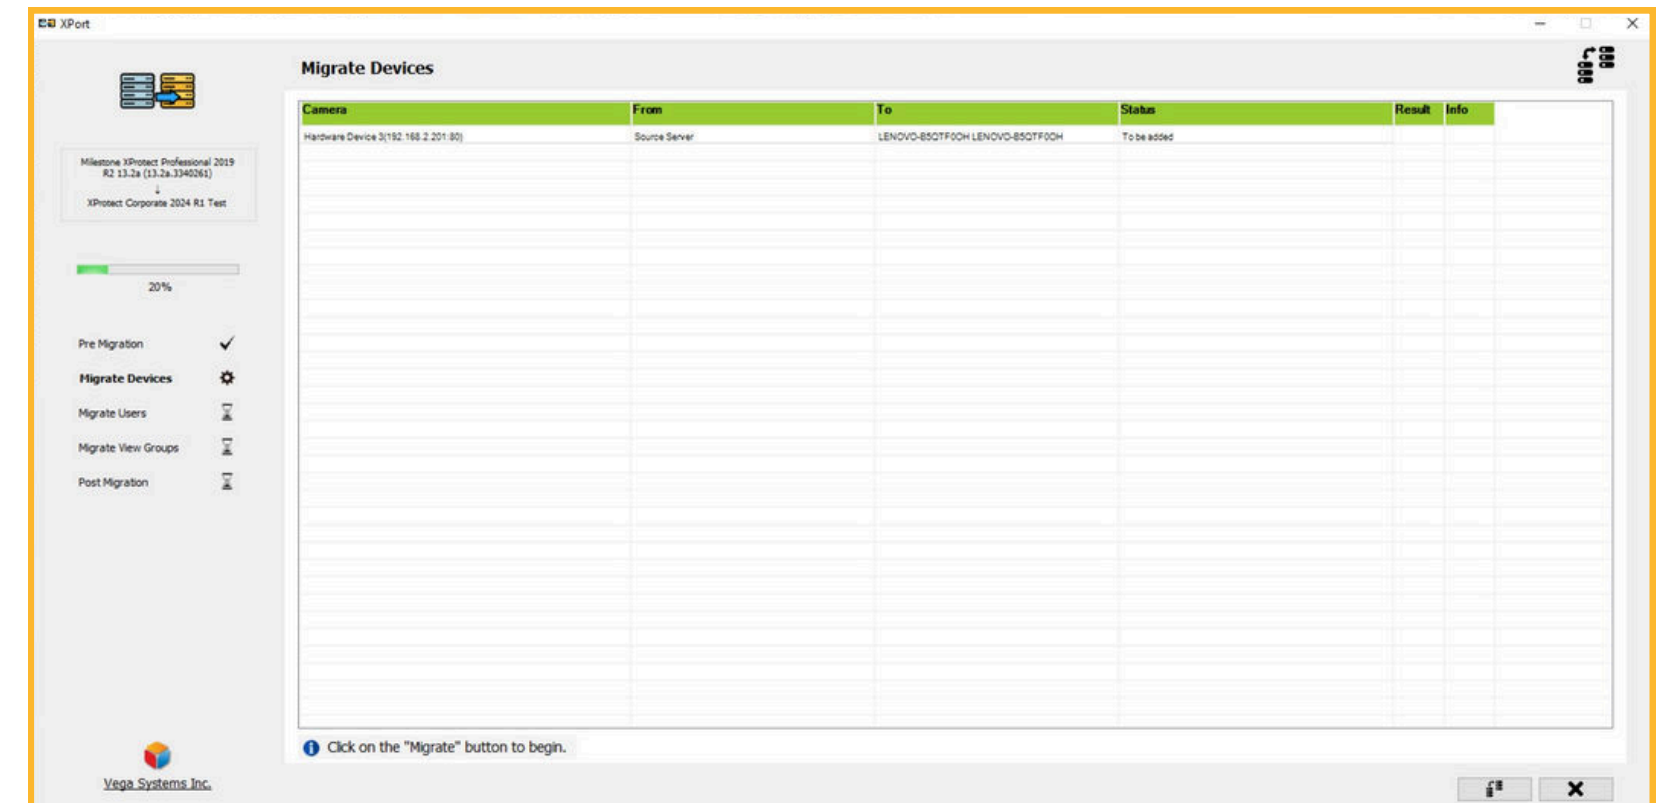 XPort
Migrate Devices
Camera From To Status Result Info
Hardware Device 3(192.168.2.201:80) Source Server LENOVO-B5QTF0OH LENOVO-B5QTF0OH To be added
Milestone XProtect Professional 2019
R2 13.2a (13.2a.3340261)
↓
XProtect Corporate 2024 R1 Test
20%
Pre Migration
Migrate Devices
Migrate Users
Migrate View Groups
Post Migration
Click on the "Migrate" button to begin.
Vega Systems Inc.